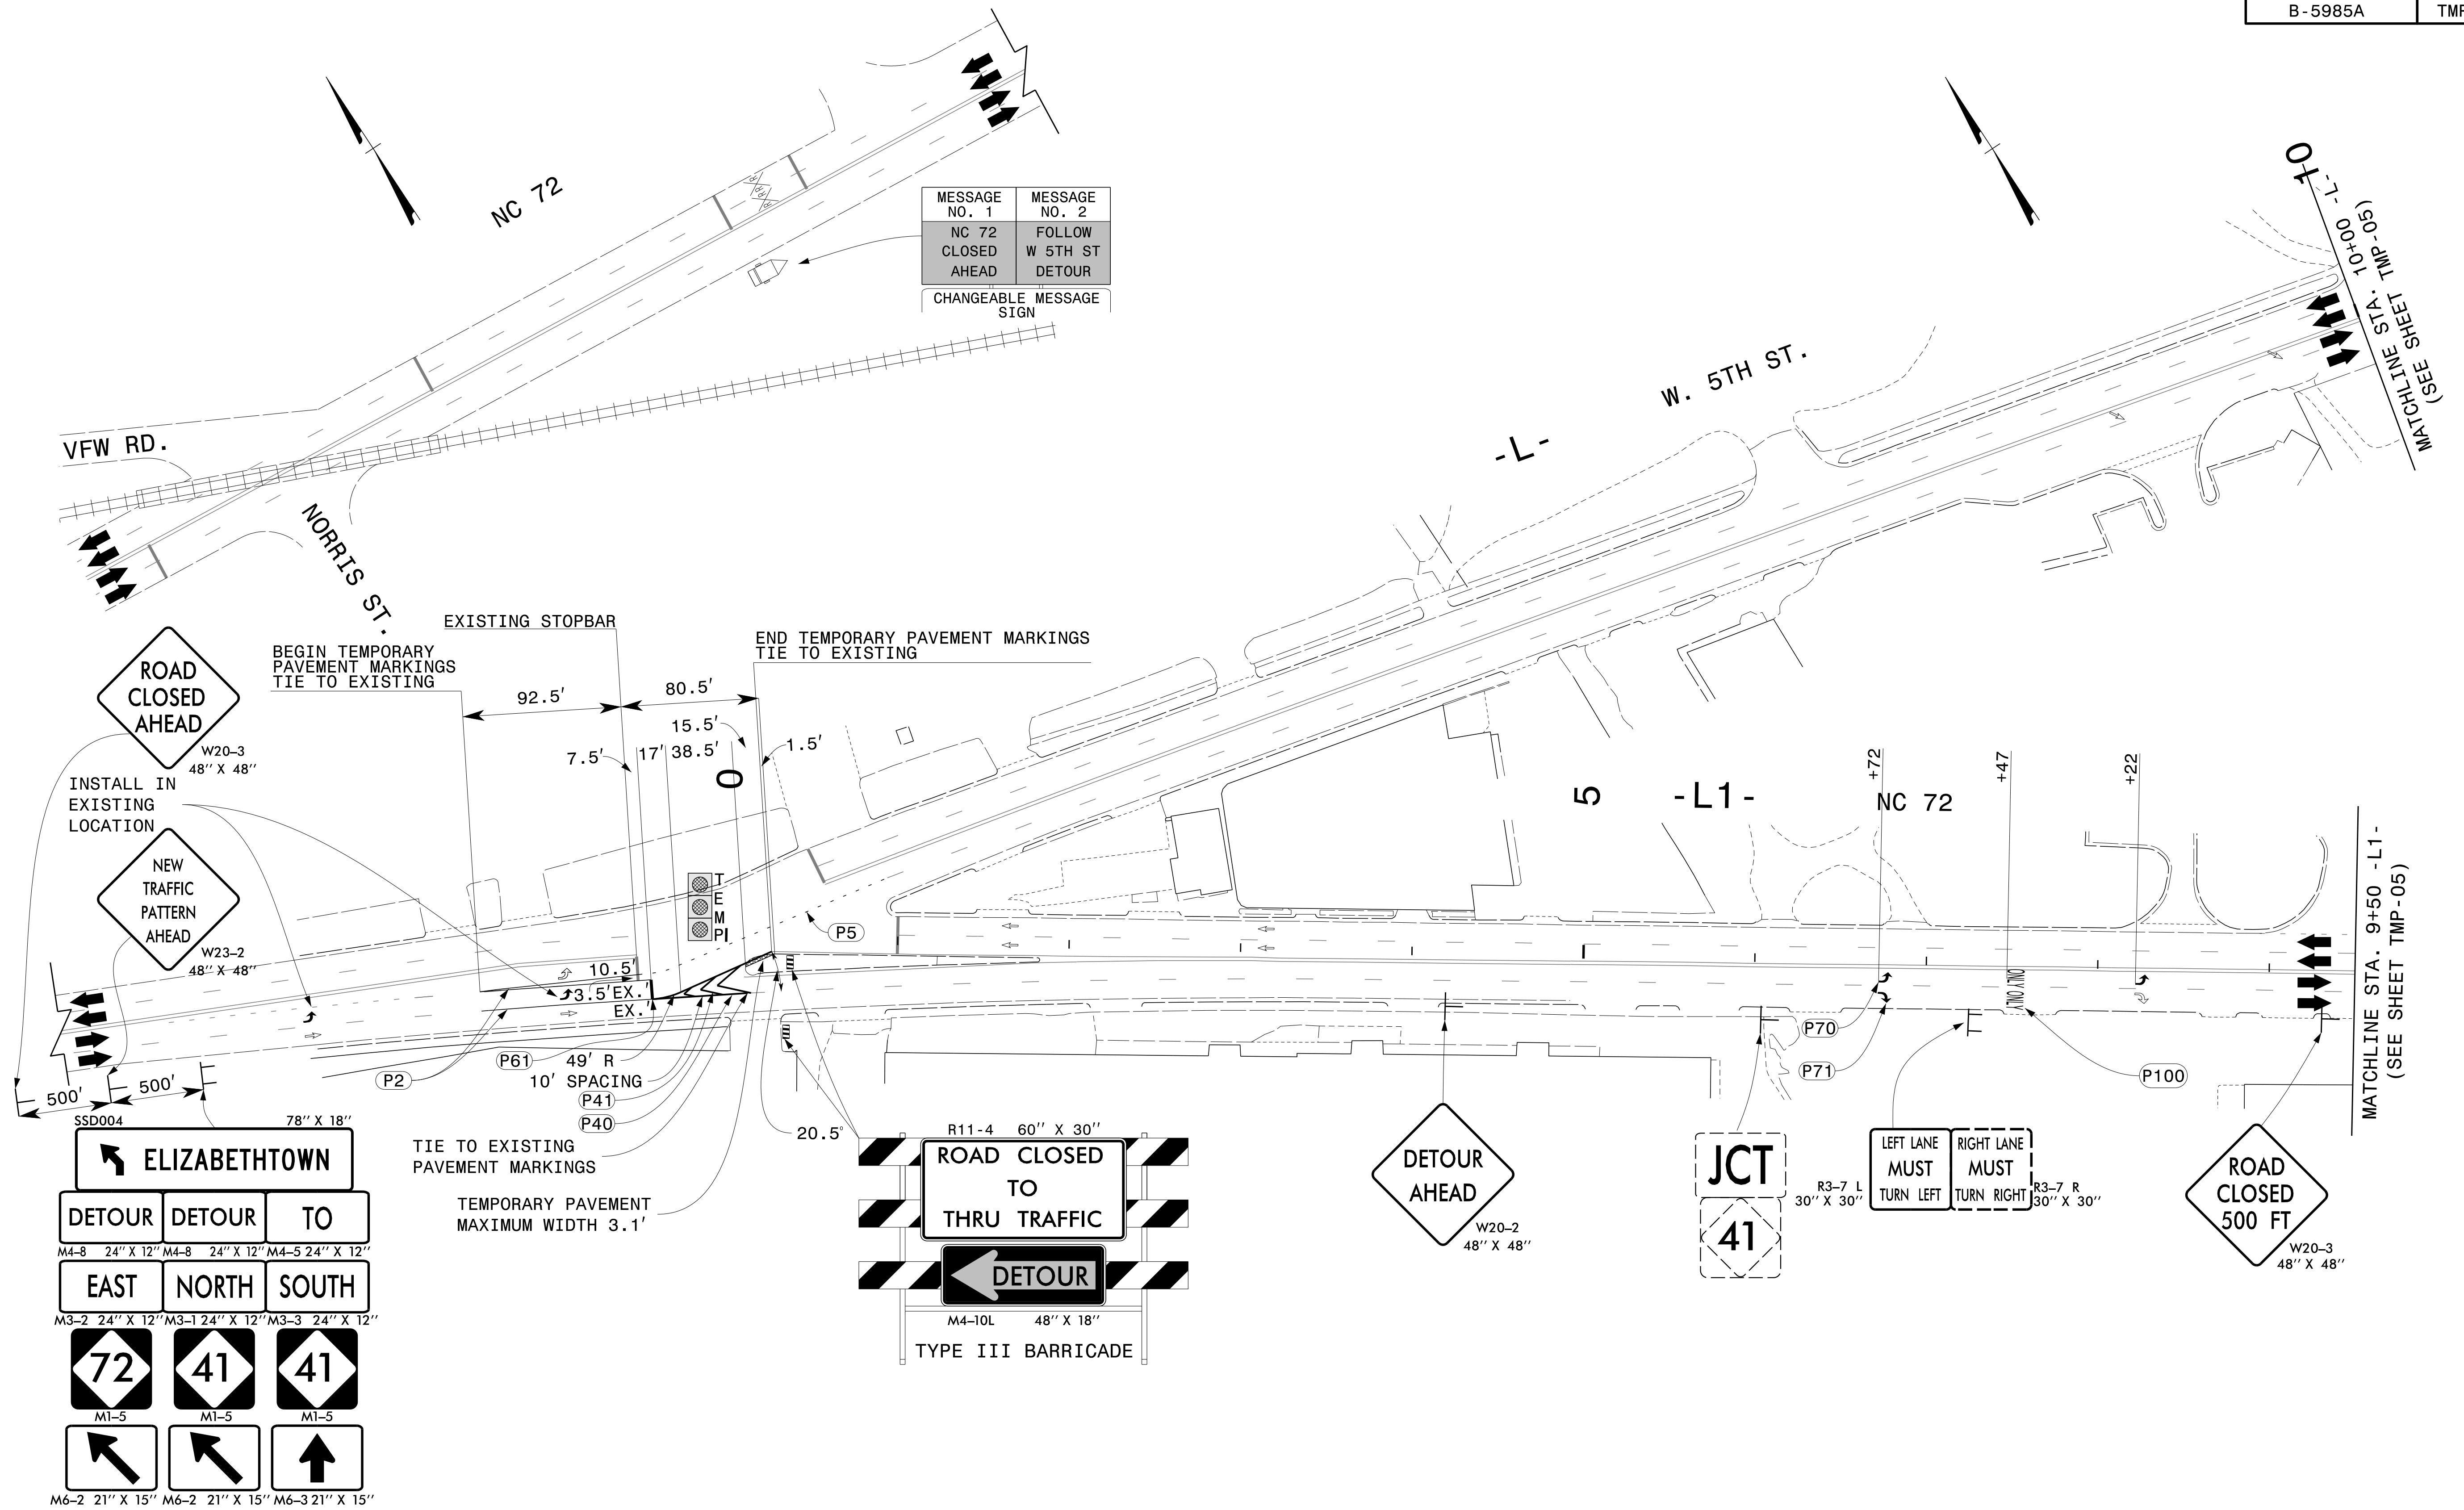 B-5985A
TMP
NC 72
MESSAGE NO. 1
MESSAGE NO. 2
NC 72
CLOSED
AHEAD
FOLLOW
W 5TH ST
DETOUR
CHANGEABLE MESSAGE
SIGN
RR
10
MATCHLINE STA. 10+00 -L-
(SEE SHEET TMP-05)
W. 5TH ST.
-L-
VFW RD.
NORRIS ST.
EXISTING STOPBAR
BEGIN TEMPORARY
PAVEMENT MARKINGS
TIE TO EXISTING
END TEMPORARY PAVEMENT MARKINGS
TIE TO EXISTING
92.5'
80.5'
15.5'
7.5'
17'
38.5'
1.5'
0
ROAD
CLOSED
AHEAD
W20-3
48'' X 48''
INSTALL IN
EXISTING
LOCATION
NEW
TRAFFIC
PATTERN
AHEAD
W23-2
48'' X 48''
TEMP
P5
10.5'
3.5'
EX.'
EX.'
5
-L1-
NC 72
+72
+47
+22
ONLY ONLY
MATCHLINE STA. 9+50 -L1-
(SEE SHEET TMP-05)
500'
500'
P2
P61
49' R
10' SPACING
P41
P40
TIE TO EXISTING
PAVEMENT MARKINGS
TEMPORARY PAVEMENT
MAXIMUM WIDTH 3.1'
20.5'
P70
P71
P100
SSD004
78'' X 18''
ELIZABETHTOWN
DETOUR
DETOUR
TO
M4-8 24'' X 12''
M4-8 24'' X 12''
M4-5 24'' X 12''
EAST
NORTH
SOUTH
M3-2 24'' X 12''
M3-1 24'' X 12''
M3-3 24'' X 12''
72
41
41
M1-5
M1-5
M1-5
M6-2 21'' X 15''
M6-2 21'' X 15''
M6-3 21'' X 15''
R11-4 60'' X 30''
ROAD CLOSED
TO
THRU TRAFFIC
DETOUR
M4-10L 48'' X 18''
TYPE III BARRICADE
DETOUR
AHEAD
W20-2
48'' X 48''
JCT
41
LEFT LANE
MUST
TURN LEFT
R3-7 L
30'' X 30''
RIGHT LANE
MUST
TURN RIGHT
R3-7 R
30'' X 30''
ROAD
CLOSED
500 FT
W20-3
48'' X 48''